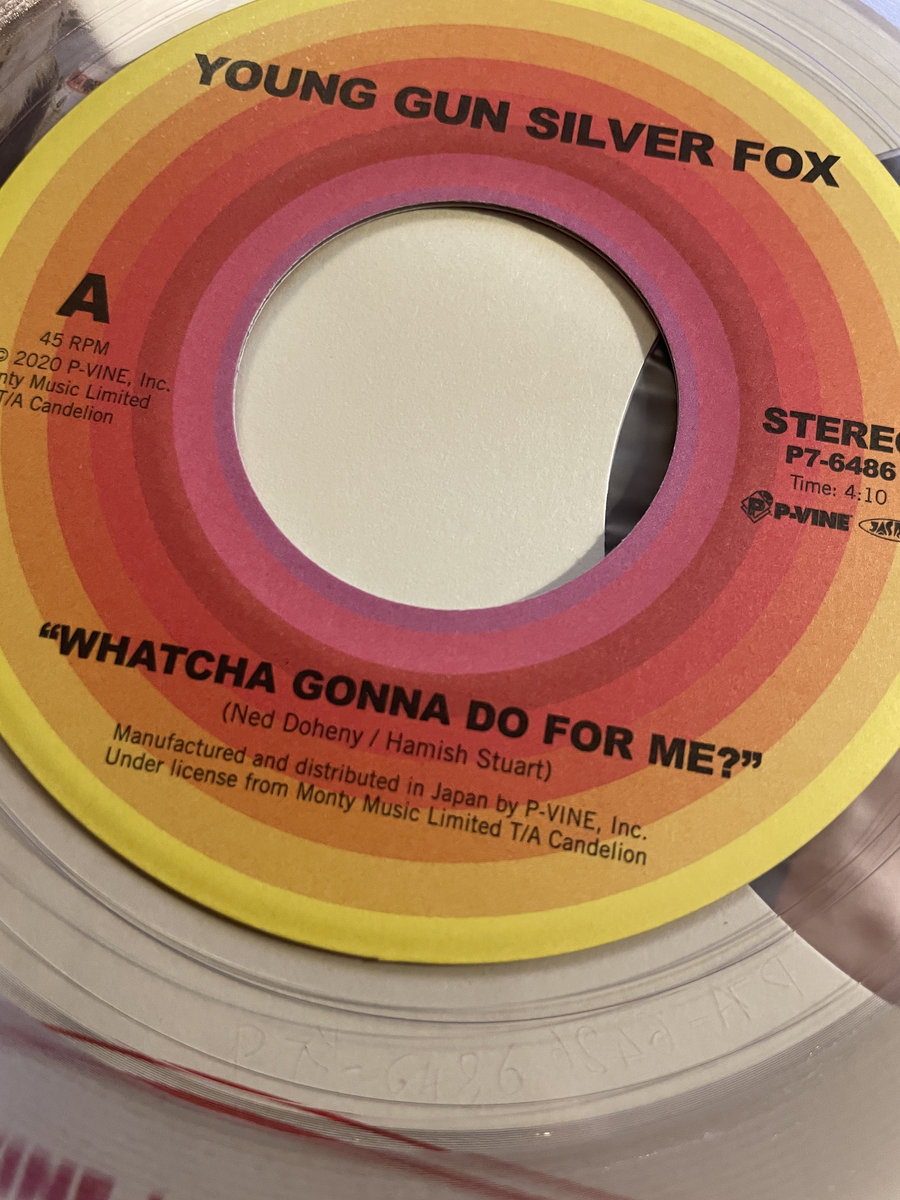 YOUNG GUN SILVER FOX
A
45 RPM
© 2020 P-VINE, Inc.
nty Music Limited
T/A Candelion
STEREO
P7-6486
Time: 4:10
P-VINE
“WHATCHA GONNA DO FOR ME?”
(Ned Doheny / Hamish Stuart)
Manufactured and distributed in Japan by P-VINE, Inc.
Under license from Monty Music Limited T/A Candelion